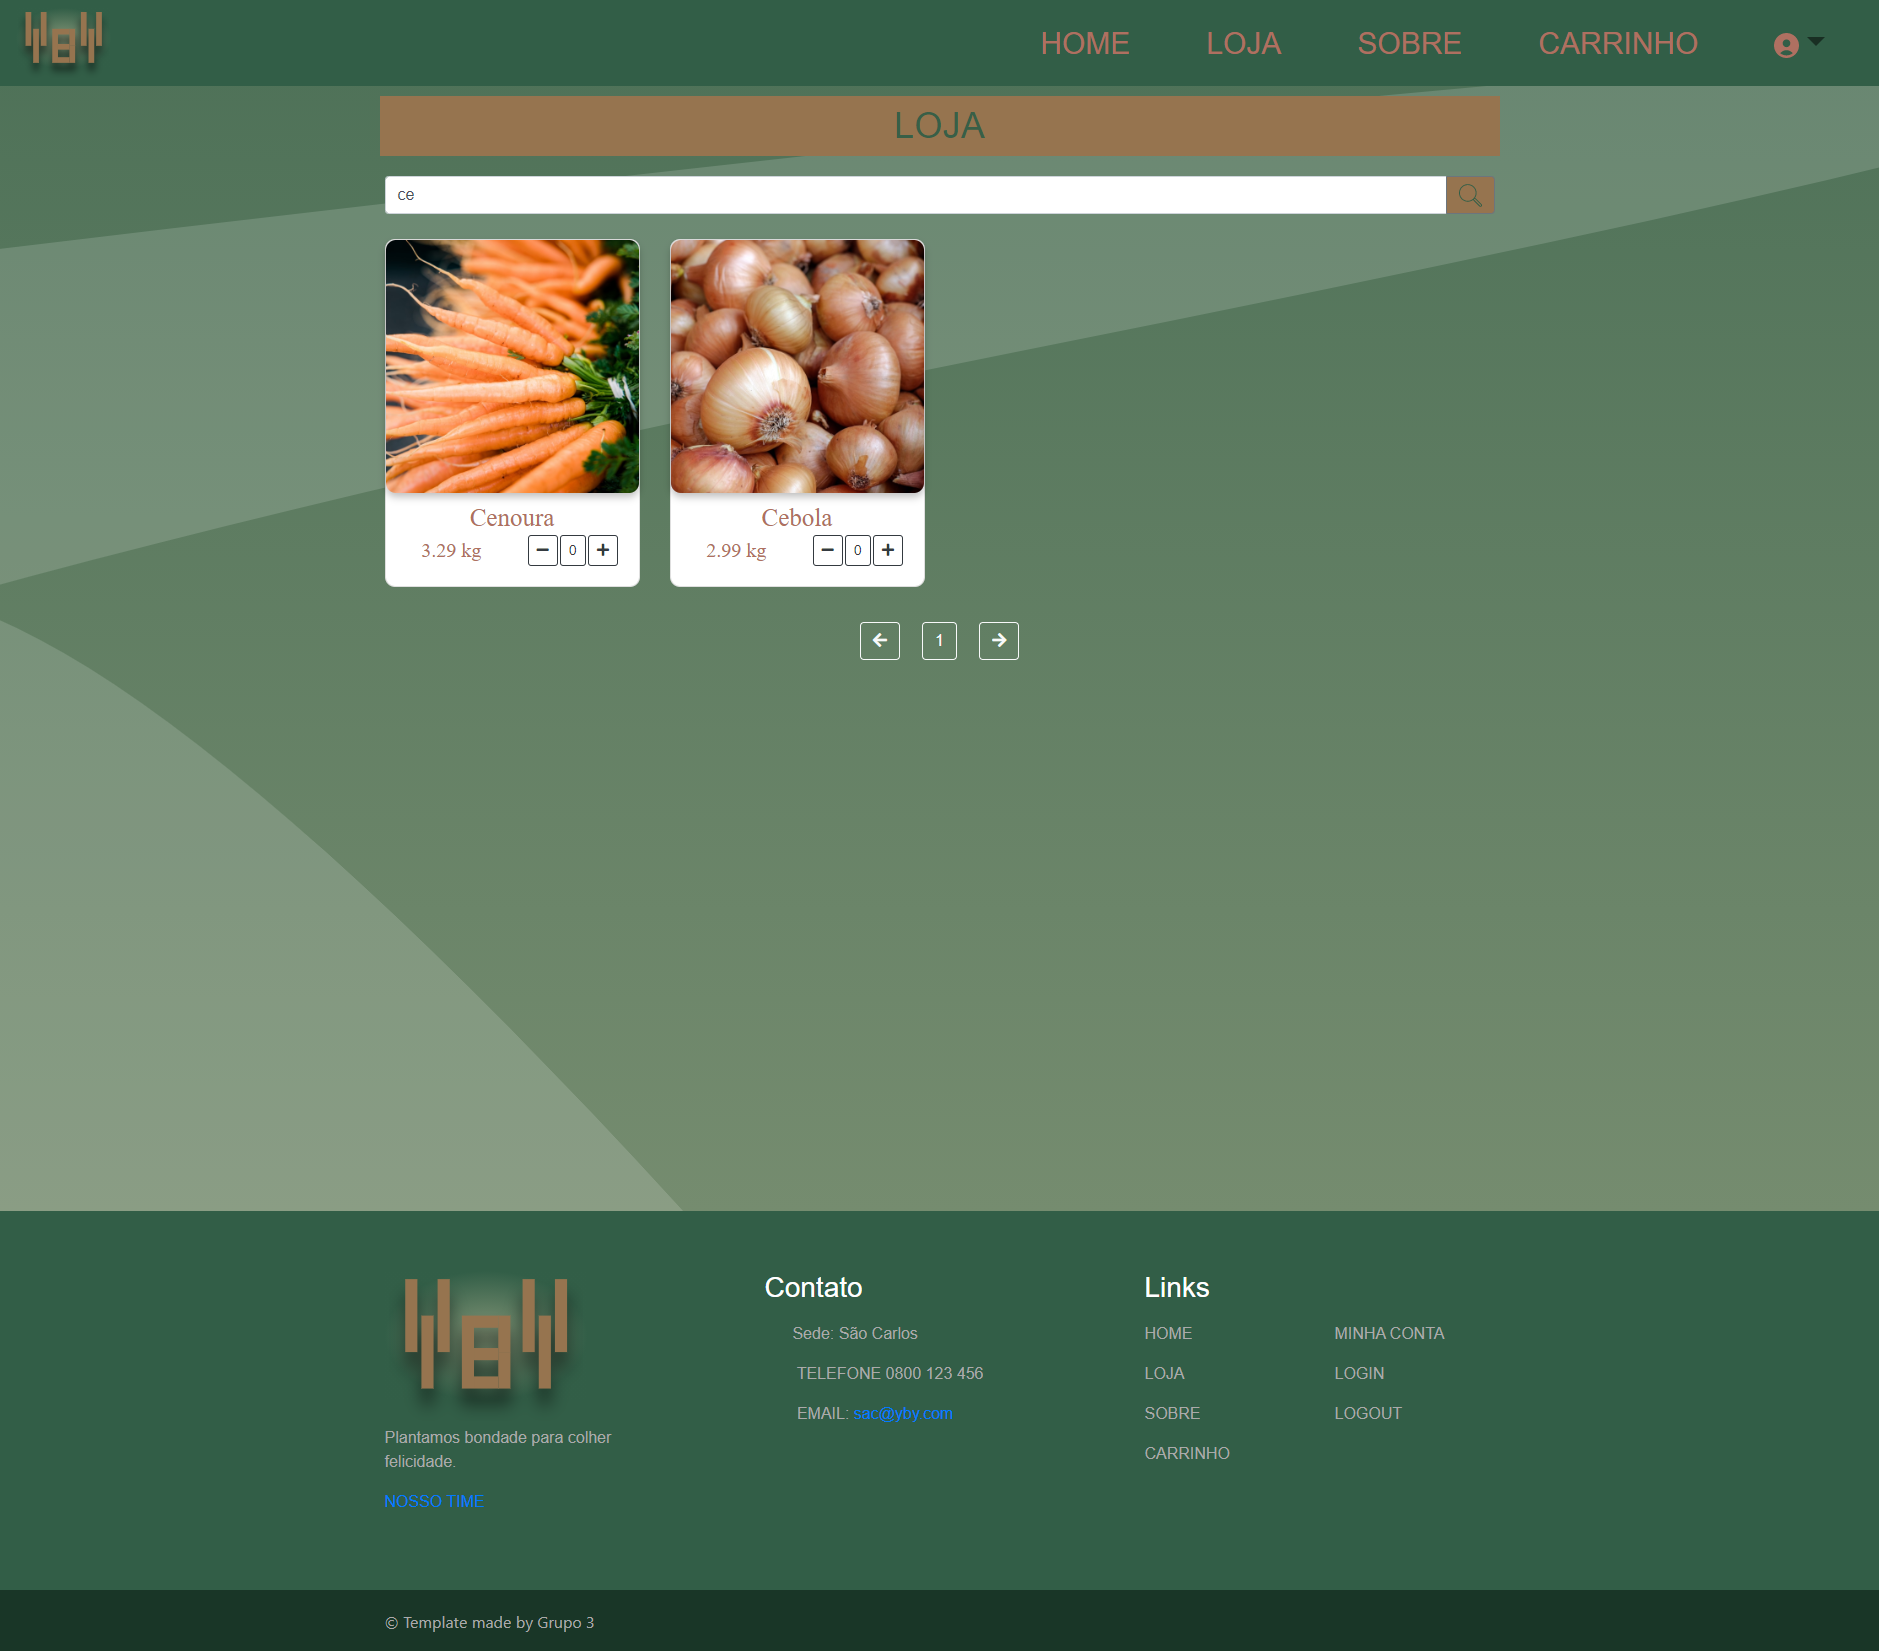 HOME LOJA SOBRE CARRINHO
LOJA
ce
Cenoura
3.29 kg 0
Cebola
2.99 kg 0
1
Plantamos bondade para colher
felicidade.
NOSSO TIME
Contato
Sede: São Carlos
TELEFONE 0800 123 456
EMAIL: sac@yby.com
Links
HOME
LOJA
SOBRE
CARRINHO
MINHA CONTA
LOGIN
LOGOUT
© Template made by Grupo 3